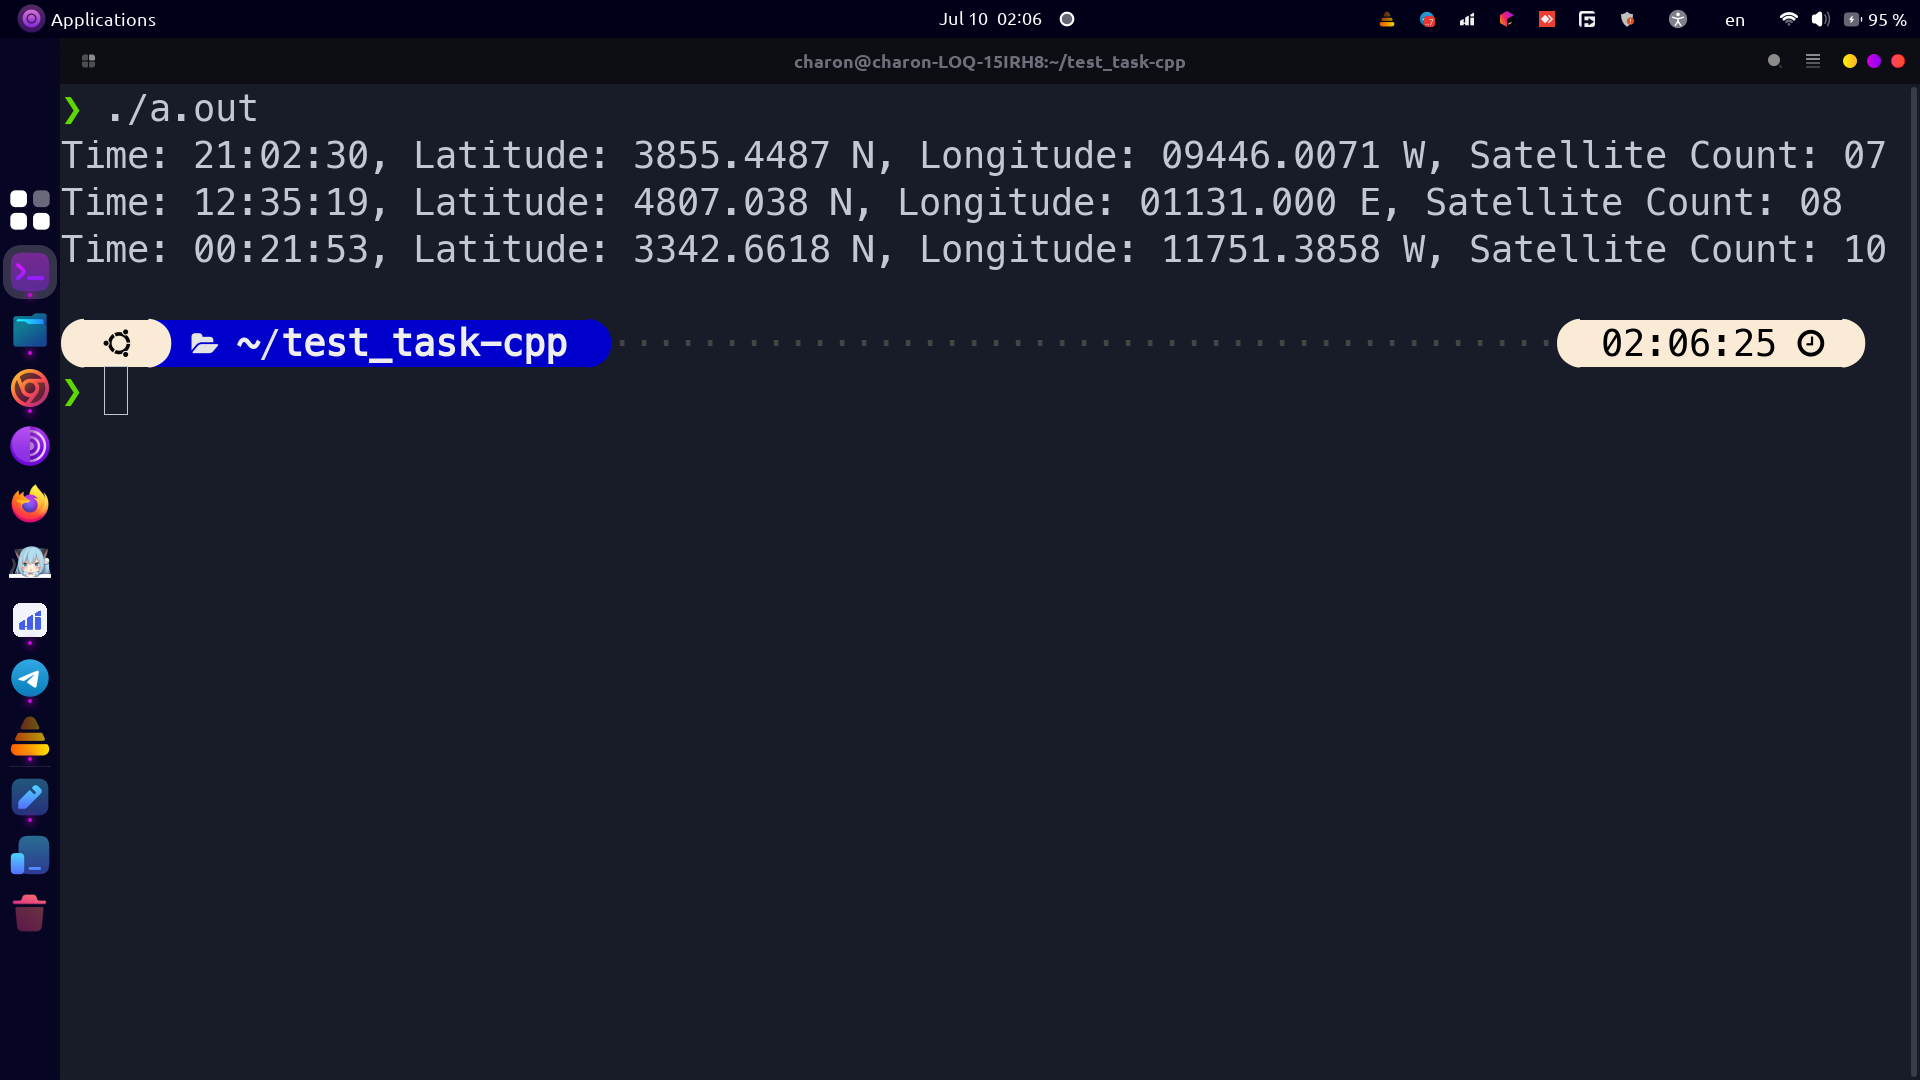 Applications
Jul 10 02:06
en
95 %
charon@charon-LOQ-15IRH8:~/test_task-cpp
❯ ./a.out
Time: 21:02:30, Latitude: 3855.4487 N, Longitude: 09446.0071 W, Satellite Count: 07
Time: 12:35:19, Latitude: 4807.038 N, Longitude: 01131.000 E, Satellite Count: 08
Time: 00:21:53, Latitude: 3342.6618 N, Longitude: 11751.3858 W, Satellite Count: 10
~/test_task-cpp
02:06:25
❯